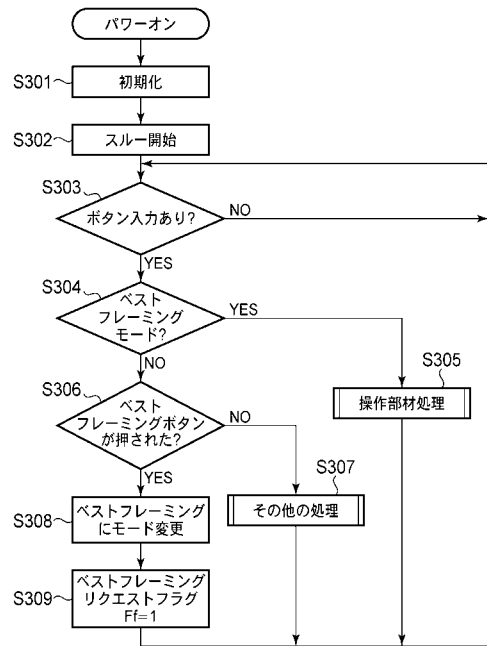 パワーオン
S301
初期化
S302
スルー開始
S303
ボタン入力あり?
NO
YES
S304
ベスト
フレーミング
モード?
YES
NO
S305
操作部材処理
S306
ベスト
フレーミングボタン
が押された?
NO
YES
S307
その他の処理
S308
ベストフレーミング
にモード変更
S309
ベストフレーミング
リクエストフラグ
Ff=1